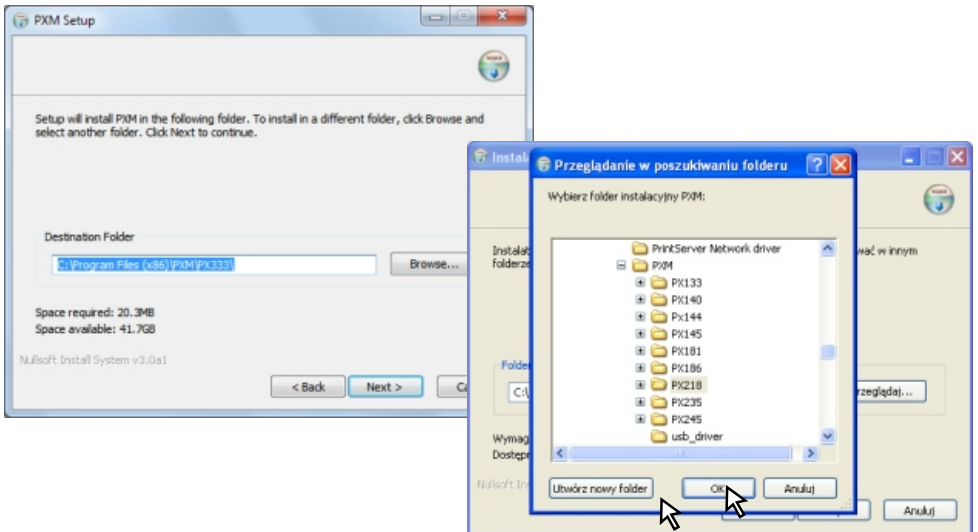 PXM Setup
Setup will install PXM in the following folder. To install in a different folder, click Browse and
select another folder. Click Next to continue.
Destination Folder
C:\Program Files (x86)\PXM\PX333\
Browse...
Space required: 20.3MB
Space available: 41.7GB
Nullsoft Install System v3.0a1
< Back
Next >
Przeglądanie w poszukiwaniu folderu
Wybierz folder instalacyjny PXM:
PrintServer Network driver
PXM
PX133
PX140
Px144
PX145
PX181
PX186
PX218
PX235
PX245
usb_driver
Utwórz nowy folder
OK
Anuluj
w innym
folderze
C:\
Anuluj